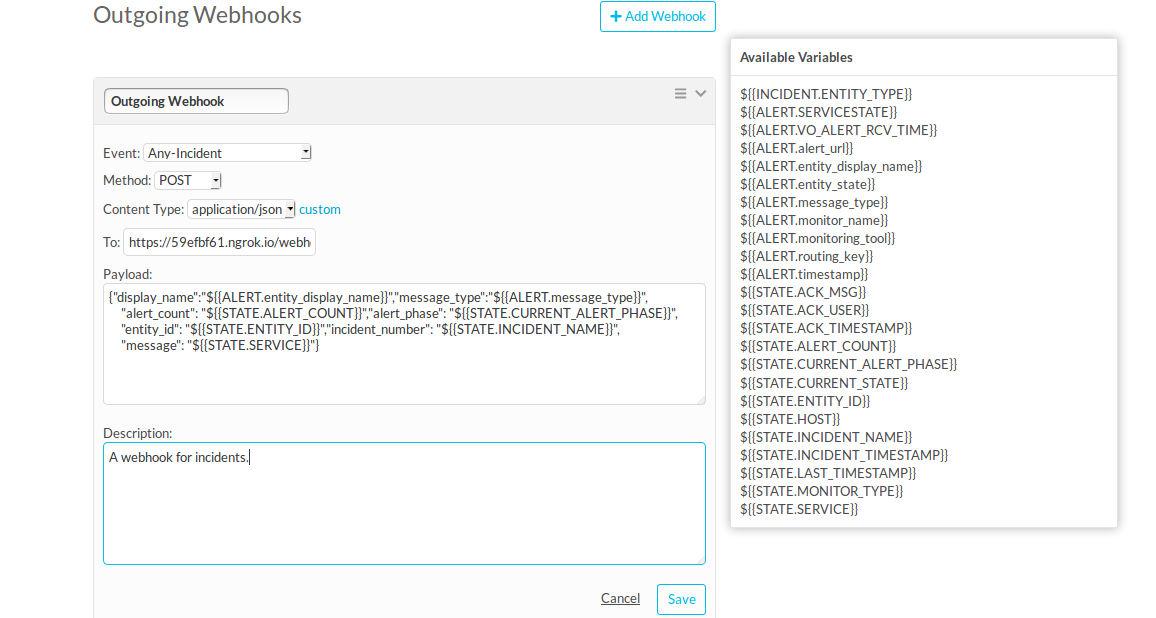 Outgoing Webhooks
+ Add Webhook
Outgoing Webhook
Event: Any-Incident
Method: POST
Content Type: application/json custom
To: https://59efbf61.ngrok.io/webh
Payload:
{"display_name":"${{ALERT.entity_display_name}}","message_type":"${{ALERT.message_type}}",
"alert_count": "${{STATE.ALERT_COUNT}}","alert_phase": "${{STATE.CURRENT_ALERT_PHASE}}",
"entity_id": "${{STATE.ENTITY_ID}}","incident_number": "${{STATE.INCIDENT_NAME}}",
"message": "${{STATE.SERVICE}}"}
Description:
A webhook for incidents.
Cancel
Save
Available Variables
${{INCIDENT.ENTITY_TYPE}}
${{ALERT.SERVICESTATE}}
${{ALERT.VO_ALERT_RCV_TIME}}
${{ALERT.alert_url}}
${{ALERT.entity_display_name}}
${{ALERT.entity_state}}
${{ALERT.message_type}}
${{ALERT.monitor_name}}
${{ALERT.monitoring_tool}}
${{ALERT.routing_key}}
${{ALERT.timestamp}}
${{STATE.ACK_MSG}}
${{STATE.ACK_USER}}
${{STATE.ACK_TIMESTAMP}}
${{STATE.ALERT_COUNT}}
${{STATE.CURRENT_ALERT_PHASE}}
${{STATE.CURRENT_STATE}}
${{STATE.ENTITY_ID}}
${{STATE.HOST}}
${{STATE.INCIDENT_NAME}}
${{STATE.INCIDENT_TIMESTAMP}}
${{STATE.LAST_TIMESTAMP}}
${{STATE.MONITOR_TYPE}}
${{STATE.SERVICE}}